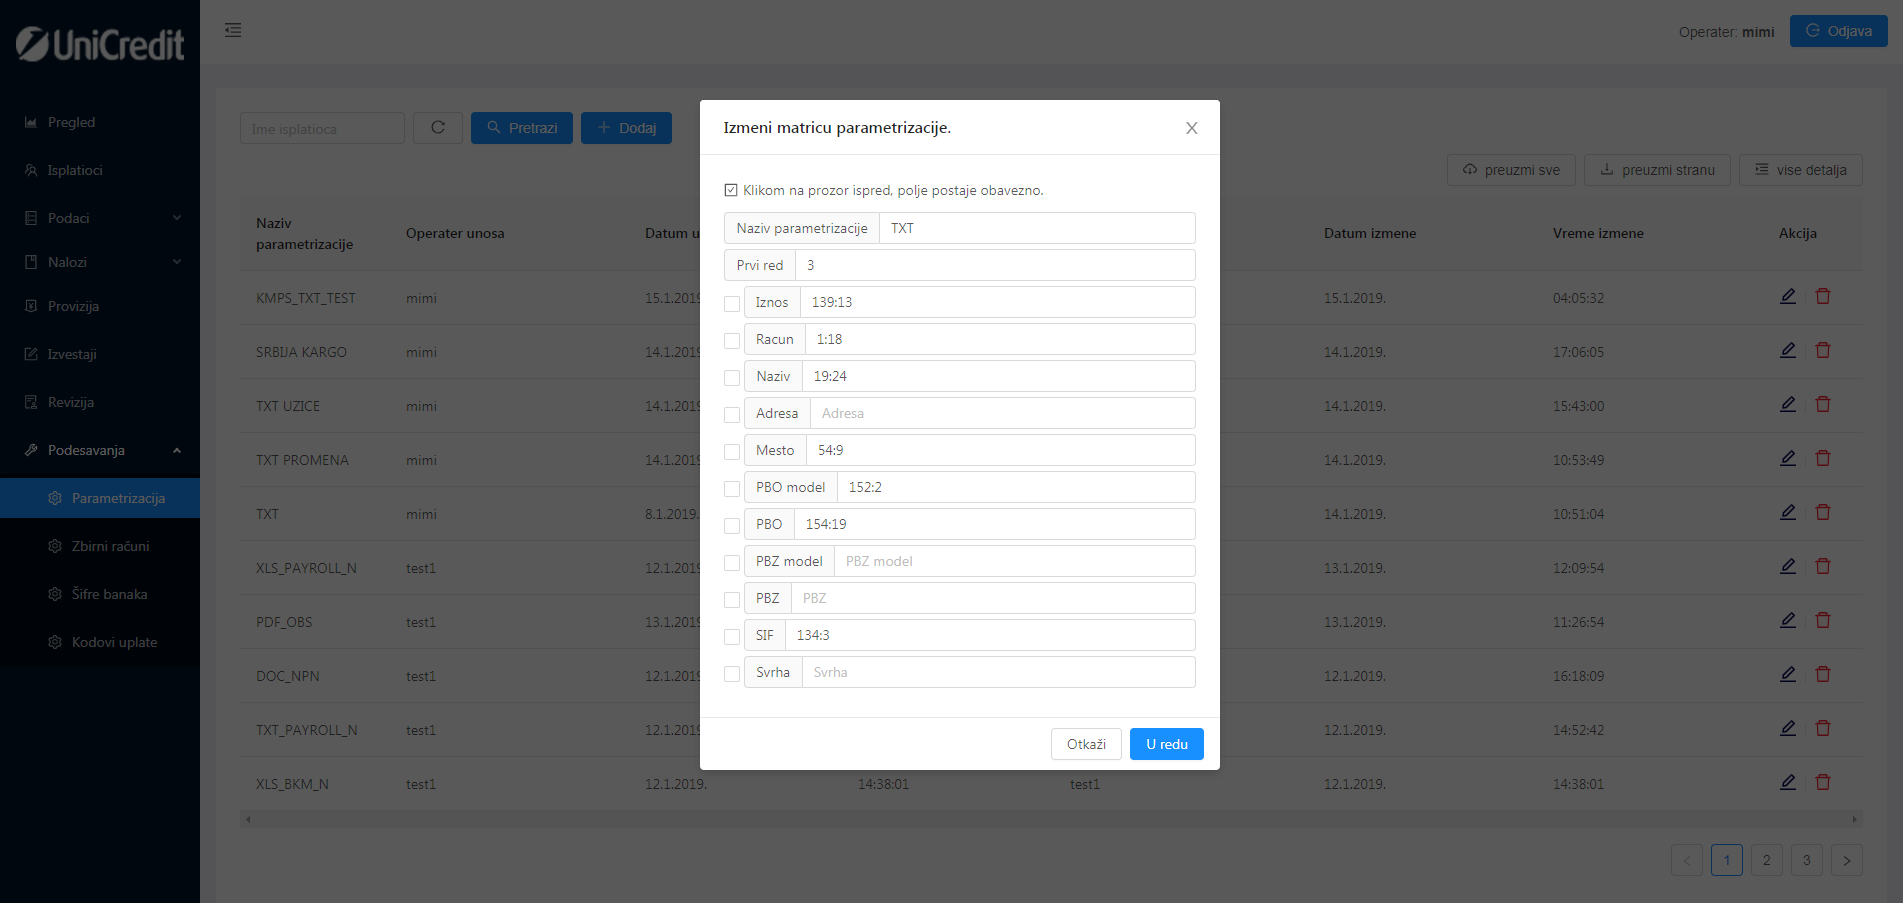 UniCredit
Operater: mimi
Odjava
Pregled
Isplatioci
Podaci
Nalozi
Provizija
Izvestaji
Revizija
Podesavanja
Parametrizacija
Zbirni računi
Šifre banaka
Kodovi uplate
Ime isplatioca
Pretrazi
Dodaj
preuzmi sve
preuzmi stranu
vise detalja
Naziv parametrizacije Operater unosa Datum u Datum izmene Vreme izmene Akcija
KMPS_TXT_TEST mimi 15.1.2019 15.1.2019. 04:05:32
SRBIJA KARGO mimi 14.1.2019 14.1.2019. 17:06:05
TXT UZICE mimi 14.1.2019 14.1.2019. 15:43:00
TXT PROMENA mimi 14.1.2019 14.1.2019. 10:53:49
TXT mimi 8.1.2019. 14.1.2019. 10:51:04
XLS_PAYROLL_N test1 12.1.2019 13.1.2019. 12:09:54
PDF_OBS test1 13.1.2019 13.1.2019. 11:26:54
DOC_NPN test1 12.1.2019 12.1.2019. 16:18:09
TXT_PAYROLL_N test1 12.1.2019 12.1.2019. 14:52:42
XLS_BKM_N test1 12.1.2019. 14:38:01 test1 12.1.2019. 14:38:01
1 2 3
Izmeni matricu parametrizacije.
Klikom na prozor ispred, polje postaje obavezno.
Naziv parametrizacije TXT
Prvi red 3
Iznos 139:13
Racun 1:18
Naziv 19:24
Adresa Adresa
Mesto 54:9
PBO model 152:2
PBO 154:19
PBZ model PBZ model
PBZ PBZ
SIF 134:3
Svrha Svrha
Otkaži
U redu